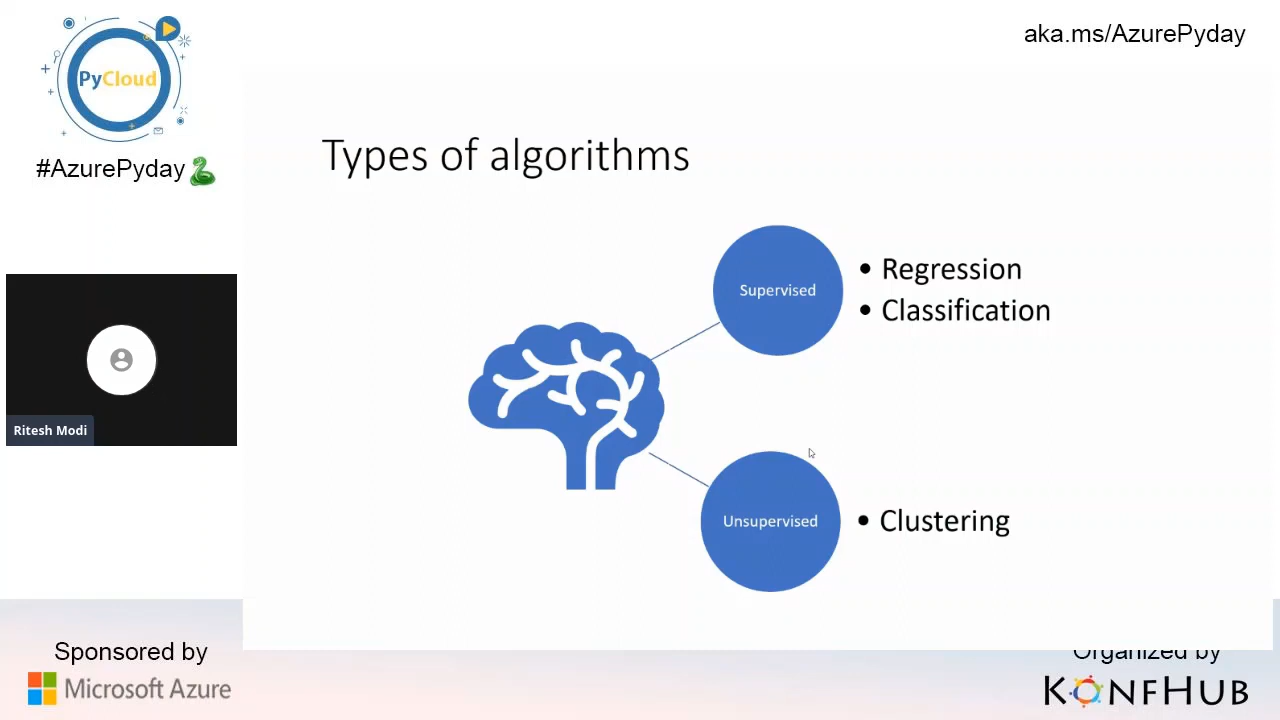 aka.ms/AzurePyday
PyCloud
#AzurePyday
Types of algorithms
Supervised
• Regression
• Classification
Ritesh Modi
Unsupervised
• Clustering
Sponsored by
Microsoft Azure
Organized by
KONFHUB